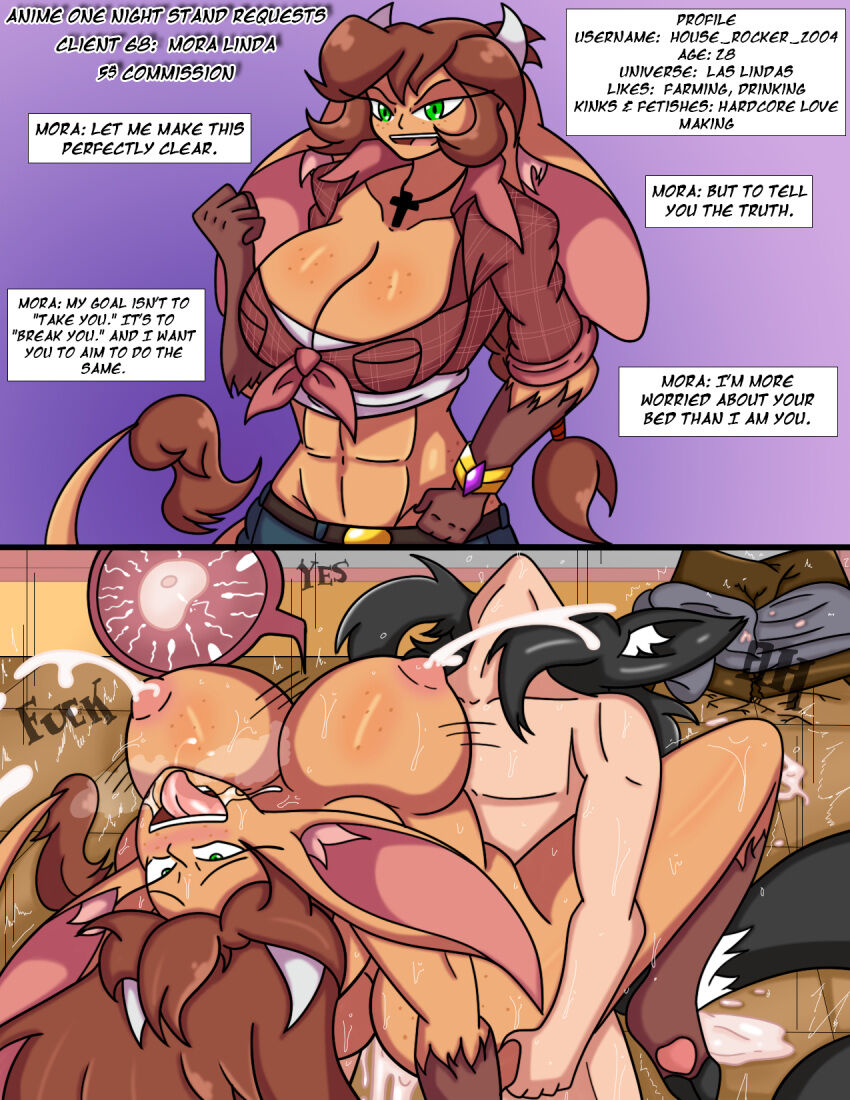 ANIME ONE NIGHT STAND REQUESTS
CLIENT 68: MORA LINDA
5$ COMMISSION
PROFILE
USERNAME: HOUSE_ROCKER_2004
AGE: 28
UNIVERSE: LAS LINDAS
LIKES: FARMING, DRINKING
KINKS & FETISHES: HARDCORE LOVE
MAKING
MORA: LET ME MAKE THIS
PERFECTLY CLEAR.
MORA: BUT TO TELL
YOU THE TRUTH.
MORA: MY GOAL ISN'T TO
"TAKE YOU." IT'S TO
"BREAK YOU." AND I WANT
YOU TO AIM TO DO THE
SAME.
MORA: I'M MORE
WORRIED ABOUT YOUR
BED THAN I AM YOU.
YES
FUCK